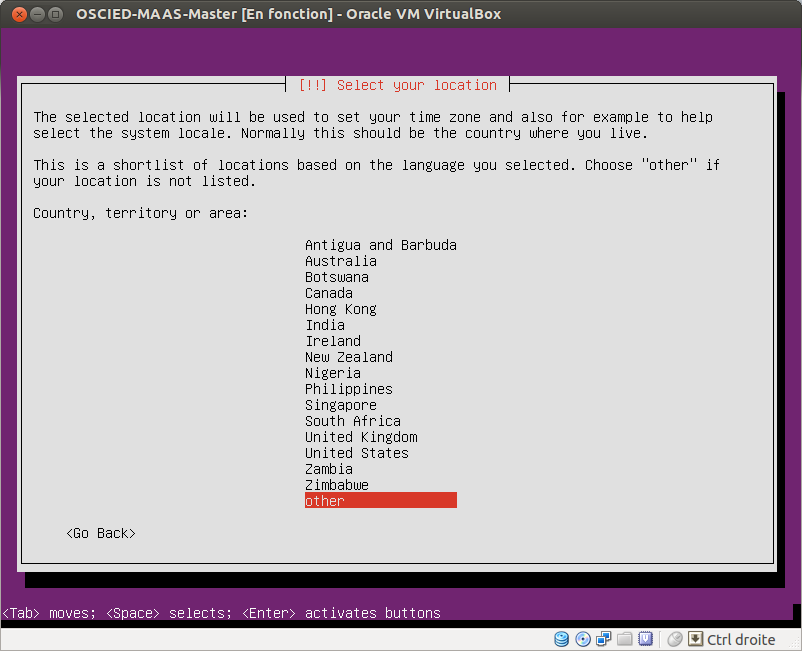 OSCIED-MAAS-Master [En fonction] - Oracle VM VirtualBox
[!!] Select your location
The selected location will be used to set your time zone and also for example to help
select the system locale. Normally this should be the country where you live.
This is a shortlist of locations based on the language you selected. Choose "other" if
your location is not listed.
Country, territory or area:
Antigua and Barbuda
Australia
Botswana
Canada
Hong Kong
India
Ireland
New Zealand
Nigeria
Philippines
Singapore
South Africa
United Kingdom
United States
Zambia
Zimbabwe
other
<Go Back>
<Tab> moves; <Space> selects; <Enter> activates buttons
Ctrl droite